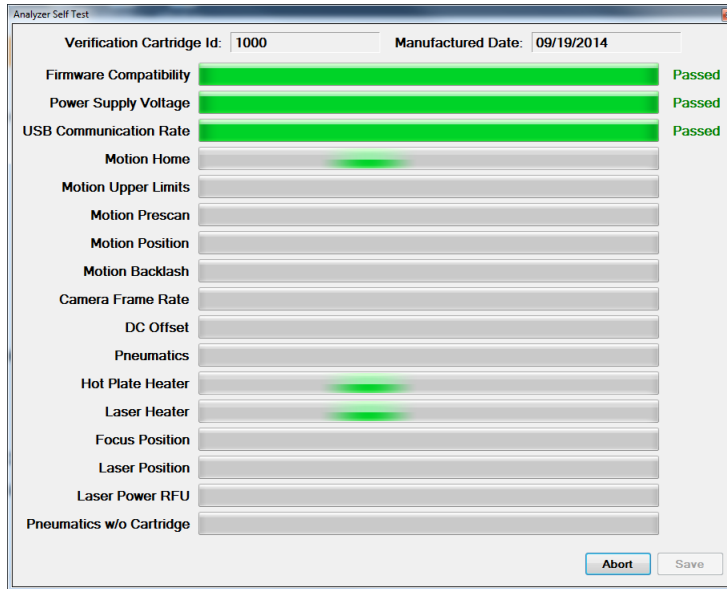 Analyzer Self Test
Verification Cartridge Id: 1000 Manufactured Date: 09/19/2014
Firmware Compatibility Passed
Power Supply Voltage Passed
USB Communication Rate Passed
Motion Home
Motion Upper Limits
Motion Prescan
Motion Position
Motion Backlash
Camera Frame Rate
DC Offset
Pneumatics
Hot Plate Heater
Laser Heater
Focus Position
Laser Position
Laser Power RFU
Pneumatics w/o Cartridge
Abort Save